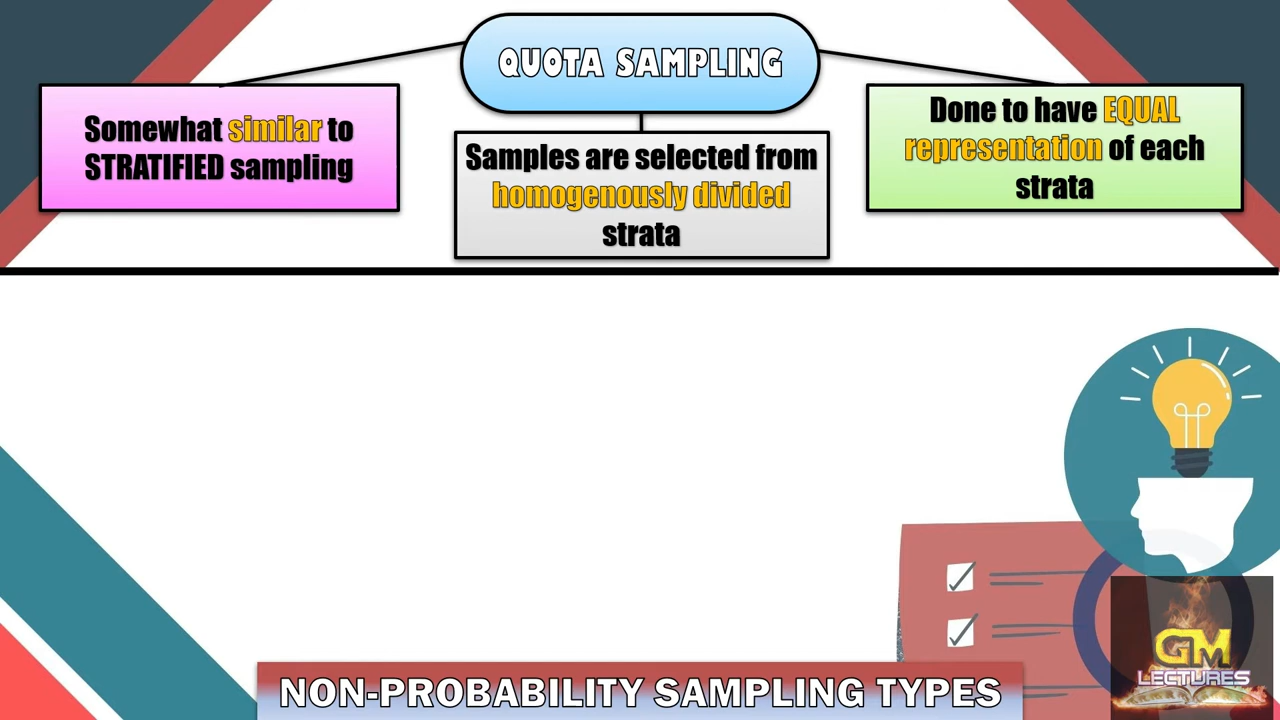 QUOTA SAMPLING
Somewhat similar to
STRATIFIED sampling
Samples are selected from
homogenously divided
strata
Done to have EQUAL
representation of each
strata
NON-PROBABILITY SAMPLING TYPES
GM
LECTURES